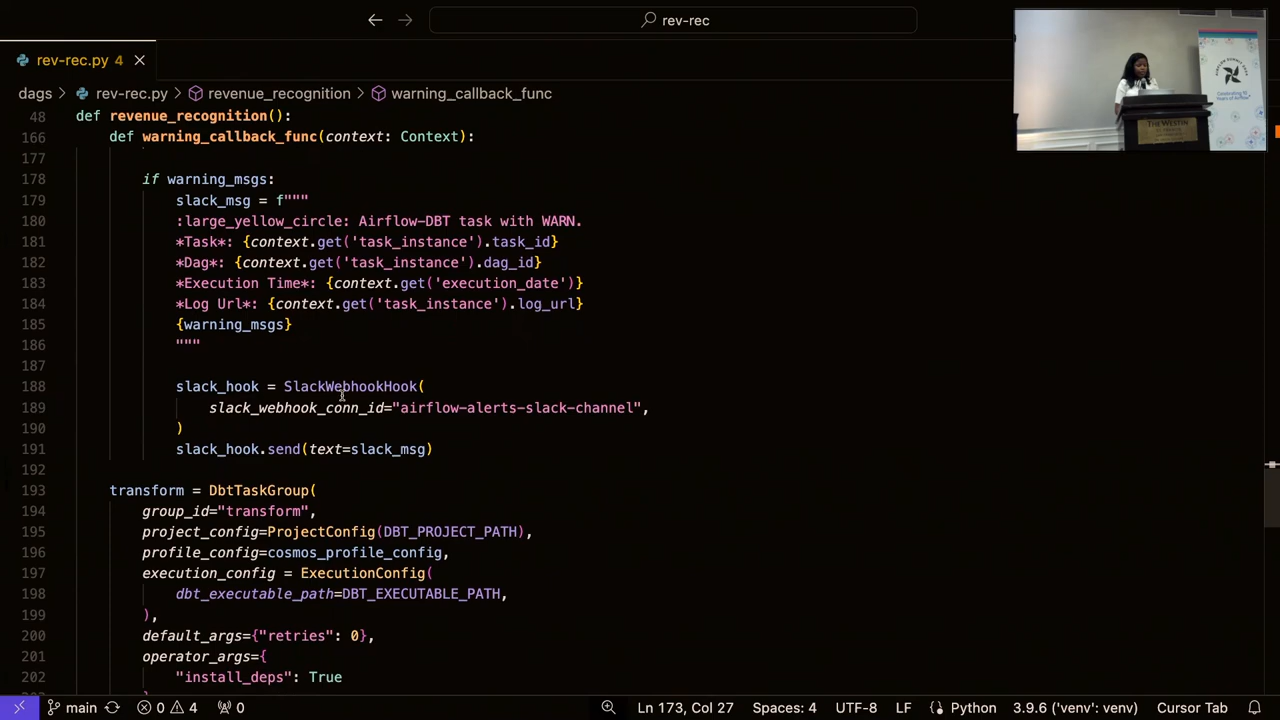 rev-rec
rev-rec.py 4
dags > rev-rec.py > revenue_recognition > warning_callback_func
48 def revenue_recognition():
166 def warning_callback_func(context: Context):
177
178 if warning_msgs:
179 slack_msg = f"""
180 :large_yellow_circle: Airflow-DBT task with WARN.
181 *Task*: {context.get('task_instance').task_id}
182 *Dag*: {context.get('task_instance').dag_id}
183 *Execution Time*: {context.get('execution_date')}
184 *Log Url*: {context.get('task_instance').log_url}
185 {warning_msgs}
186 """
187
188 slack_hook = SlackWebhookHook(
189 slack_webhook_conn_id="airflow-alerts-slack-channel",
190 )
191 slack_hook.send(text=slack_msg)
192
193 transform = DbtTaskGroup(
194 group_id="transform",
195 project_config=ProjectConfig(DBT_PROJECT_PATH),
196 profile_config=cosmos_profile_config,
197 execution_config = ExecutionConfig(
198 dbt_executable_path=DBT_EXECUTABLE_PATH,
199 ),
200 default_args={"retries": 0},
201 operator_args={
202 "install_deps": True
main 0 4 0 Ln 173, Col 27 Spaces: 4 UTF-8 LF Python 3.9.6 ('venv': venv) Cursor Tab
THE WESTIN